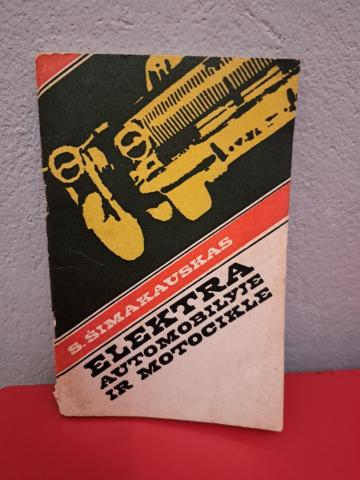 S. ŠIMAKAUSKAS
ELEKTRA
AUTOMOBILYJE
IR MOTOCIKLE